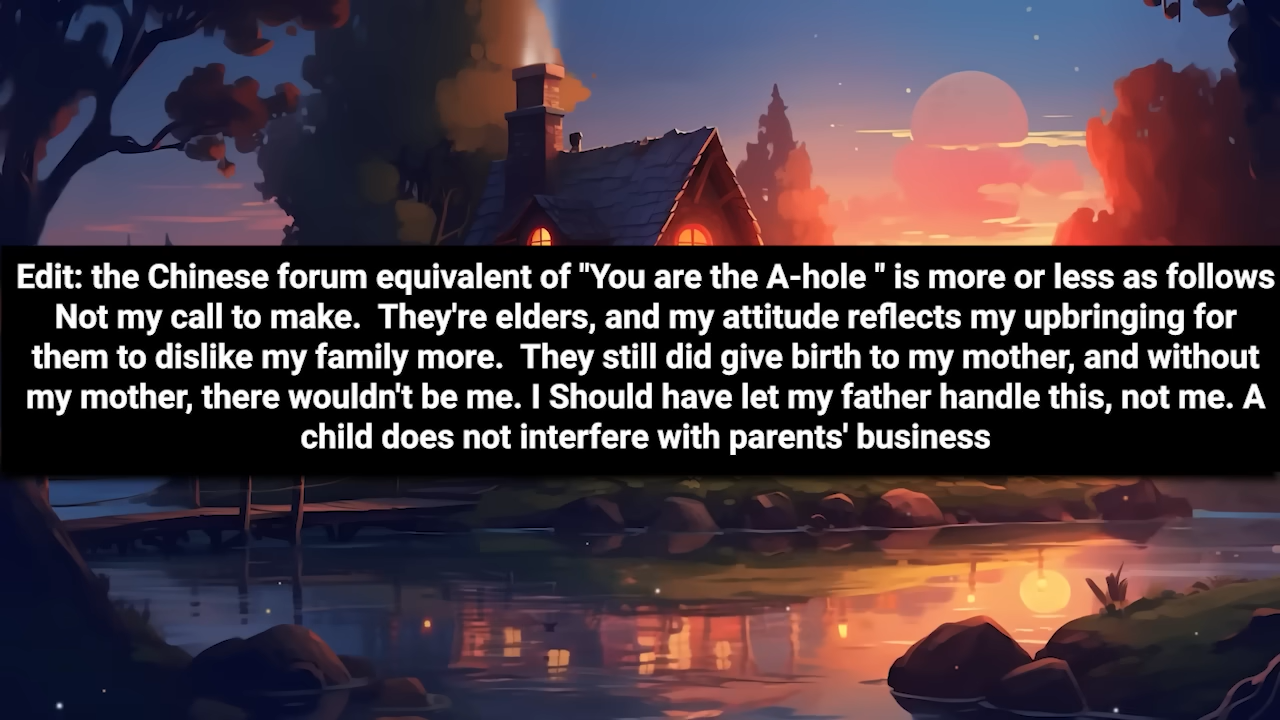 Edit: the Chinese forum equivalent of "You are the A-hole " is more or less as follows
Not my call to make.  They're elders, and my attitude reflects my upbringing for
them to dislike my family more.  They still did give birth to my mother, and without
my mother, there wouldn't be me. I Should have let my father handle this, not me. A
child does not interfere with parents' business